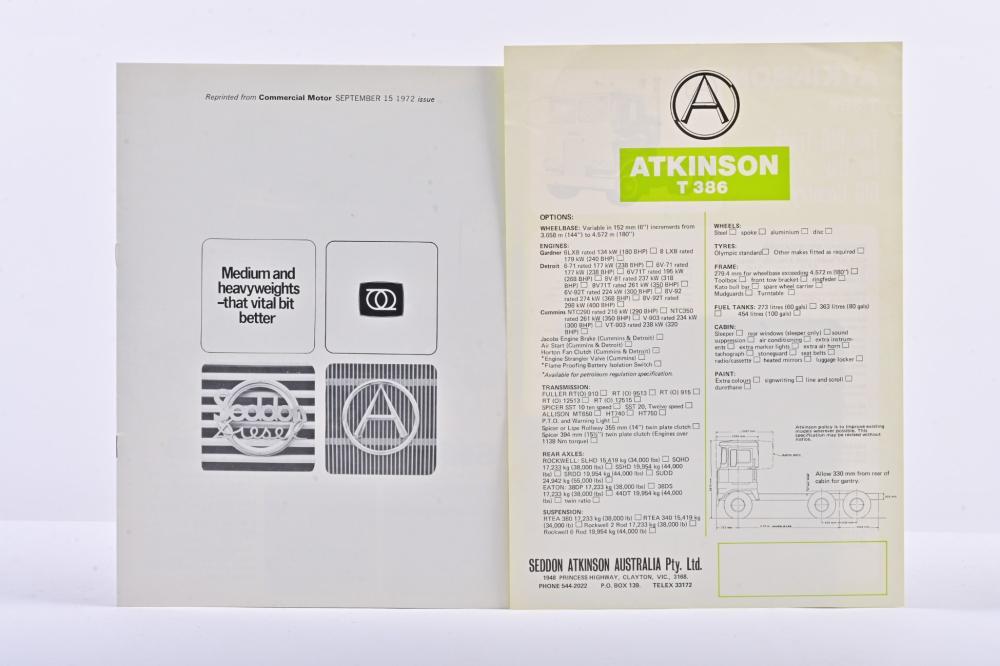 Reprinted from Commercial Motor SEPTEMBER 15 1972 issue
Medium and
heavyweights
–that vital bit
better
Seddon
A
ATKINSON
T 386
OPTIONS:
WHEELBASE: Variable in 152 mm (6") increments from
3.658 m (144") to 4.572 m (180")
ENGINES:
Gardner 6LXB rated 134 kW (180 BHP) □ 8 LXB rated
179 kW (240 BHP) □
Detroit 6-71 rated 177 kW (238 BHP) □ 6V-71 rated
177 kW (238 BHP) □ 6V71T rated 195 kW
(268 BHP) □ 8V-71 rated 237 kW (318
BHP) □ 8V71T rated 261 kW (350 BHP) □
6V-92T rated 224 kW (300 BHP) □ 8V-92
rated 274 kW (368 BHP) □ 8V-92T rated
298 kW (400 BHP) □
Cummins NTC290 rated 216 kW (290 BHP) □ NTC350
rated 261 kW (350 BHP) □ V-903 rated 234 kW
(300 BHP) □ VT-903 rated 238 kW (320
BHP) □
Jacobs Engine Brake (Cummins & Detroit) □
Air Start (Cummins & Detroit) □
Horton Fan Clutch (Cummins & Detroit) □
*Engine Strangler Valve (Cummins) □
*Flame Proofing Battery Isolation Switch □
*Available for petroleum regulation specification.
TRANSMISSION:
FULLER RT(O) 910 □ RT (O) 9513 □ RT (O) 915 □
RT (O) 12513 □ RT (O) 12515 □
SPICER SST 10 ten speed □ SST 20, Twelve speed □
ALLISON MT650 □ HT740 □ HT750 □
P.T.O. and Warning Light □
Spicer or Lipe Rollway 355 mm (14") twin plate clutch □
Spicer 394 mm (15½") twin plate clutch (Engines over
1138 Nm torque) □
REAR AXLES:
ROCKWELL: SLHD 15,419 kg (34,000 lbs) □ SQHD
17,233 kg (38,000 lbs) □ SSHD 19,954 kg (44,000
lbs) □ SRDD 19,954 kg (44,000 lbs) □ SUDD
24,942 kg (55,000 lbs) □
EATON: 38DP 17,233 kg (38,000 lbs) □ 38DS
17,233 kg (38,000 lbs) □ 44DT 19,954 kg (44,000
lbs) □ twin ratio □
SUSPENSION:
RTEA 380 17,233 kg (38,000 lb) □ RTEA 340 15,419 kg
(34,000 lb) □ Rockwell 2 Rod 17,233 kg (38,000 lb) □
Rockwell 6 Rod 19,954 kg (44,000 lb) □
WHEELS:
Steel □ spoke □ aluminium □ disc □
TYRES:
Olympic standard □ Other makes fitted as required □
FRAME:
279.4 mm for wheelbase exceeding 4.572 m (180") □
Toolbox □ front tow bracket □ ringfeder □
Kato bull bar □ spare wheel carrier □
Mudguards □ Turntable □
FUEL TANKS: 273 litres (60 gals) □ 363 litres (80 gals)
□ 454 litres (100 gals) □
CABIN:
Sleeper □ rear windows (sleeper only) □ sound
suppression □ air conditioning □ extra instrum-
ents □ extra marker lights □ extra air horn □
tachograph □ stoneguard □ seat belts □
radio/cassette □ heated mirrors □ luggage locker □
PAINT:
Extra colours □ signwriting □ line and scroll □
durethane □
Atkinson policy is to improve existing
models wherever possible. This
specification may be revised without
notice.
Allow 330 mm from rear of
cabin for gantry.
SEDDON ATKINSON AUSTRALIA Pty. Ltd.
1948 PRINCESS HIGHWAY, CLAYTON, VIC., 3168.
PHONE 544-2022 P.O. BOX 139. TELEX 33172